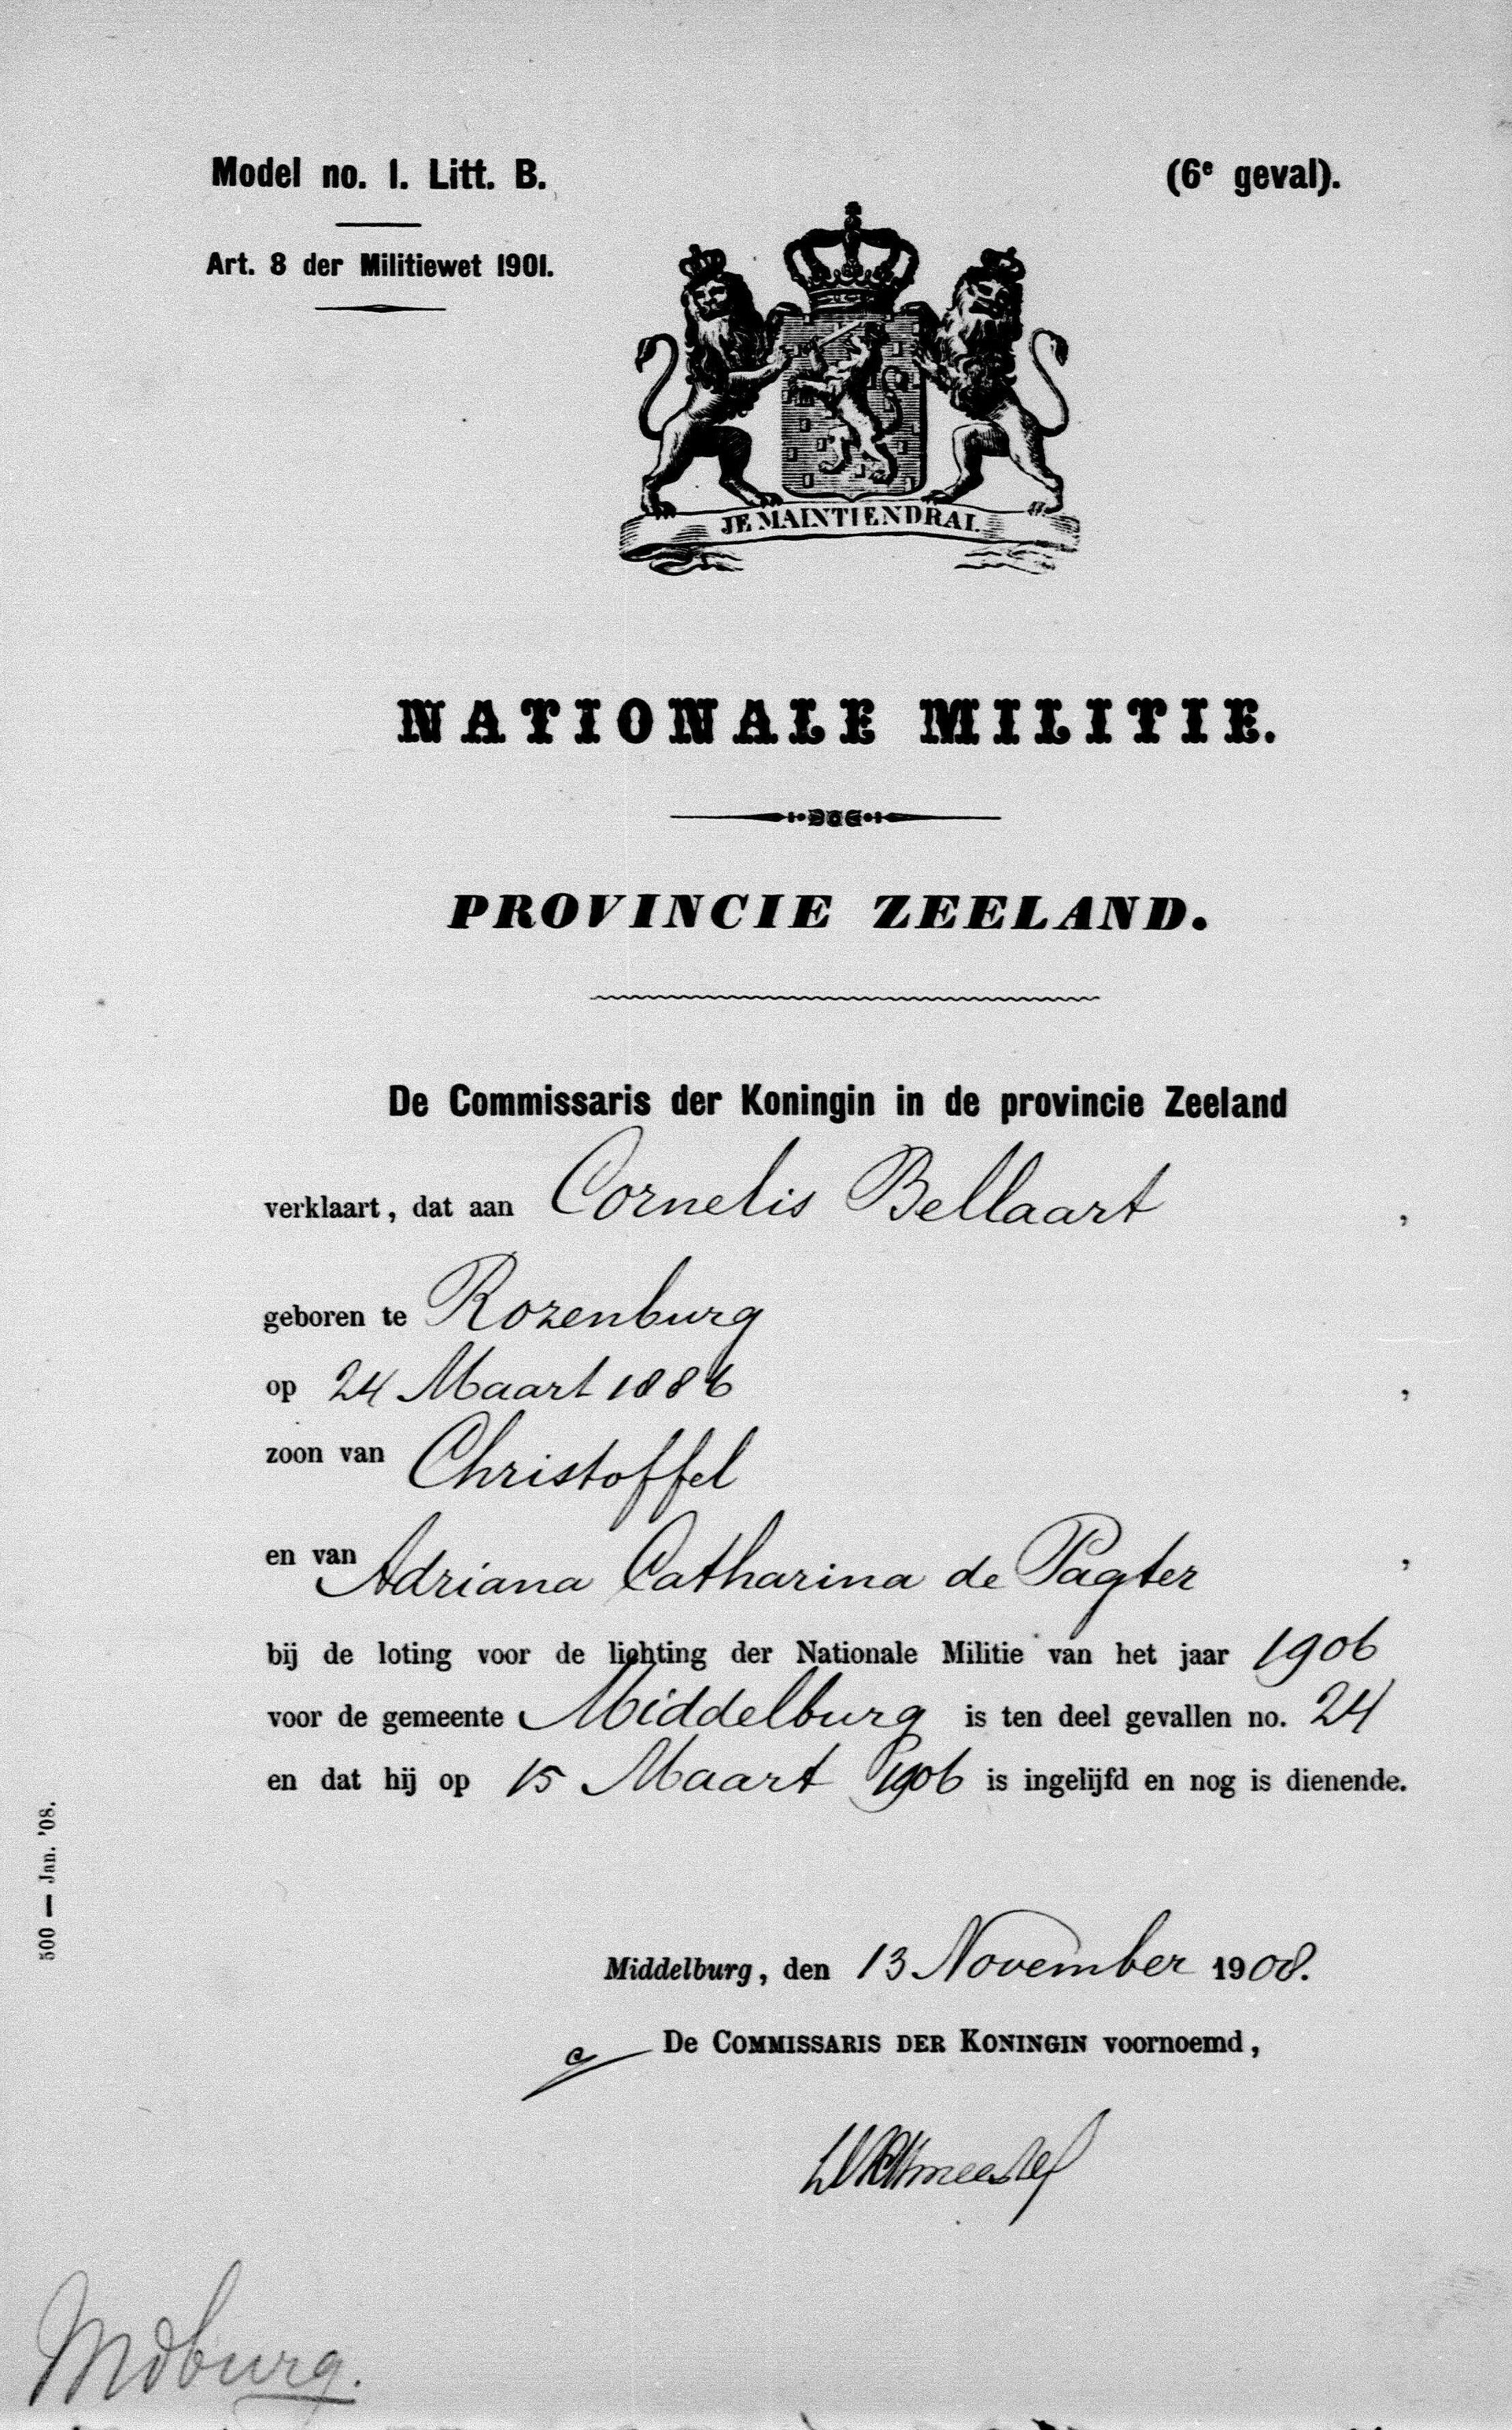 Model no. 1. Litt. B.
(6e geval).
Art. 8 der Militiewet 1901.
JE MAINTIENDRAI.
NATIONALE MILITIE.
PROVINCIE ZEELAND.
De Commissaris der Koningin in de provincie Zeeland
verklaart, dat aan Cornelis Bellaart,
geboren te Rozenburg
op 24 Maart 1886,
zoon van Christoffel
en van Adriana Catharina de Pagter,
bij de loting voor de lichting der Nationale Militie van het jaar 1906
voor de gemeente Middelburg is ten deel gevallen no. 24
en dat hij op 15 Maart 1906 is ingelijfd en nog is dienende.
500 — Jan. '08.
Middelburg, den 13 November 1908.
De Commissaris der Koningin voornoemd,
Mdburg.